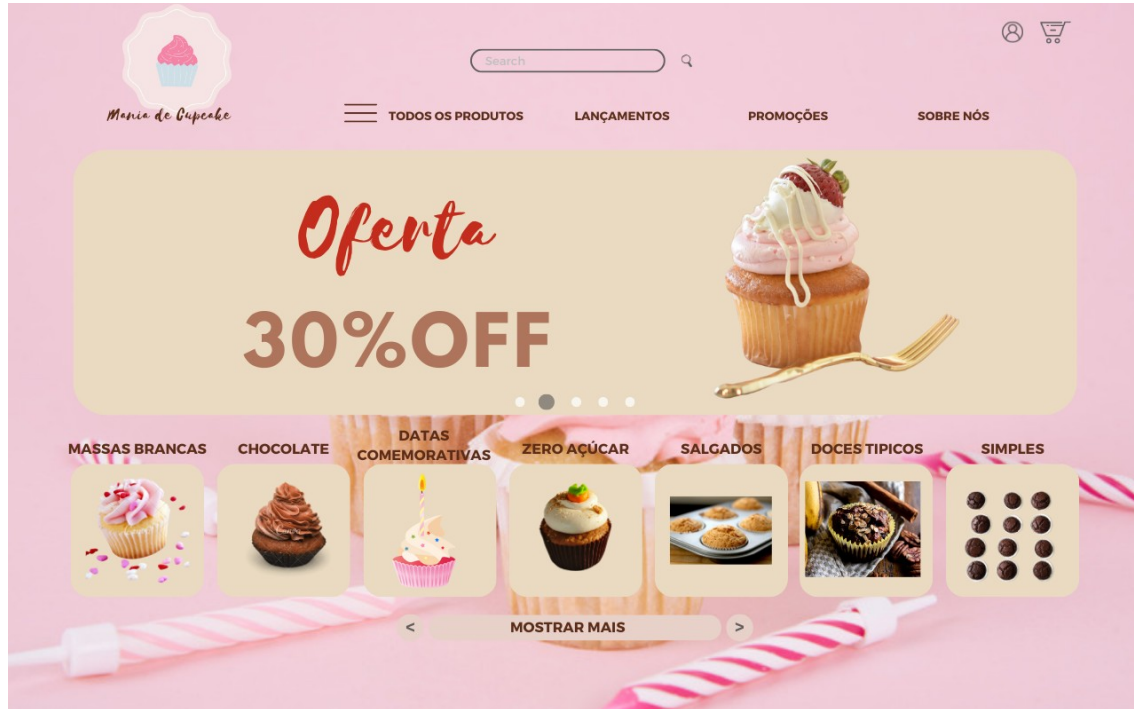 Mania de Cupcake
Search
TODOS OS PRODUTOS
LANÇAMENTOS
PROMOÇÕES
SOBRE NÓS
Oferta
30%OFF
MASSAS BRANCAS
CHOCOLATE
DATAS
COMEMORATIVAS
ZERO AÇÚCAR
SALGADOS
DOCES TIPICOS
SIMPLES
<
MOSTRAR MAIS
>